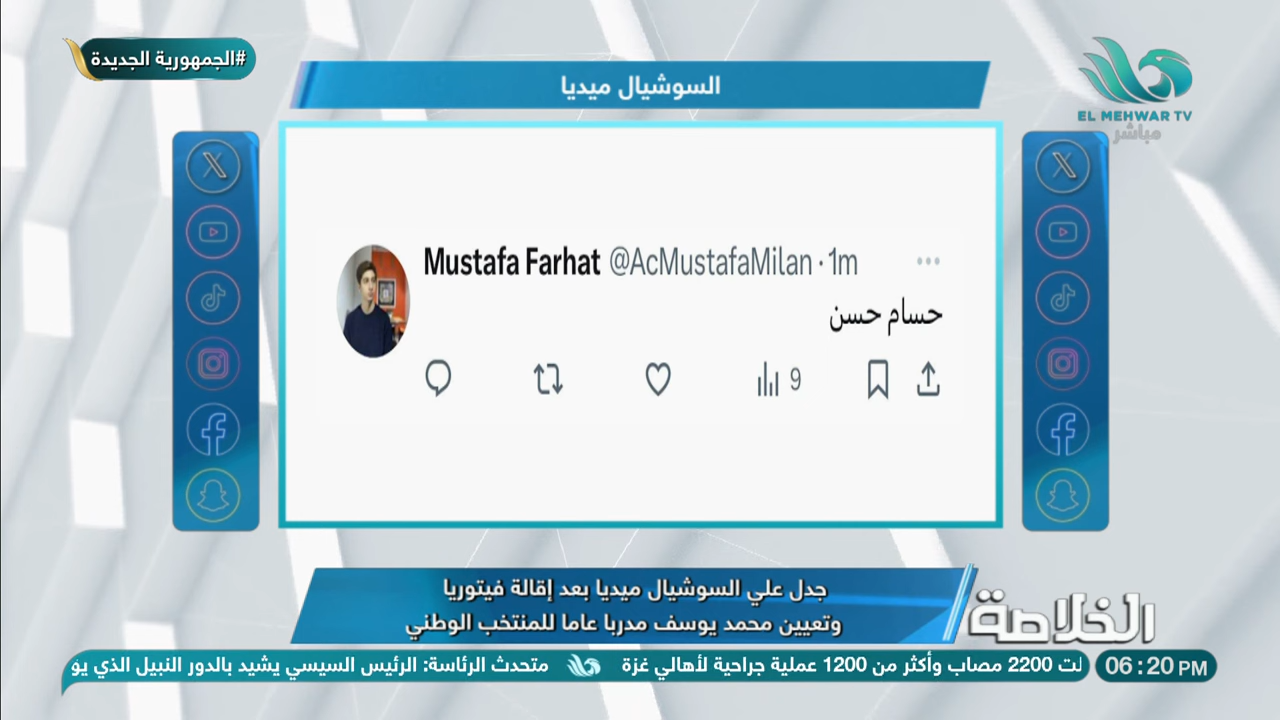 #الجمهورية الجديدة
السوشيال ميديا
EL MEHWAR TV
مباشر
Mustafa Farhat @AcMustafaMilan · 1m
حسام حسن
9
جدل علي السوشيال ميديا بعد إقالة فيتوريا
وتعيين محمد يوسف مدربا عاما للمنتخب الوطني
الخلاصة
06:20 PM
لت 2200 مصاب وأكثر من 1200 عملية جراحية لأهالي غزة متحدث الرئاسة: الرئيس السيسي يشيد بالدور النبيل الذي يؤ